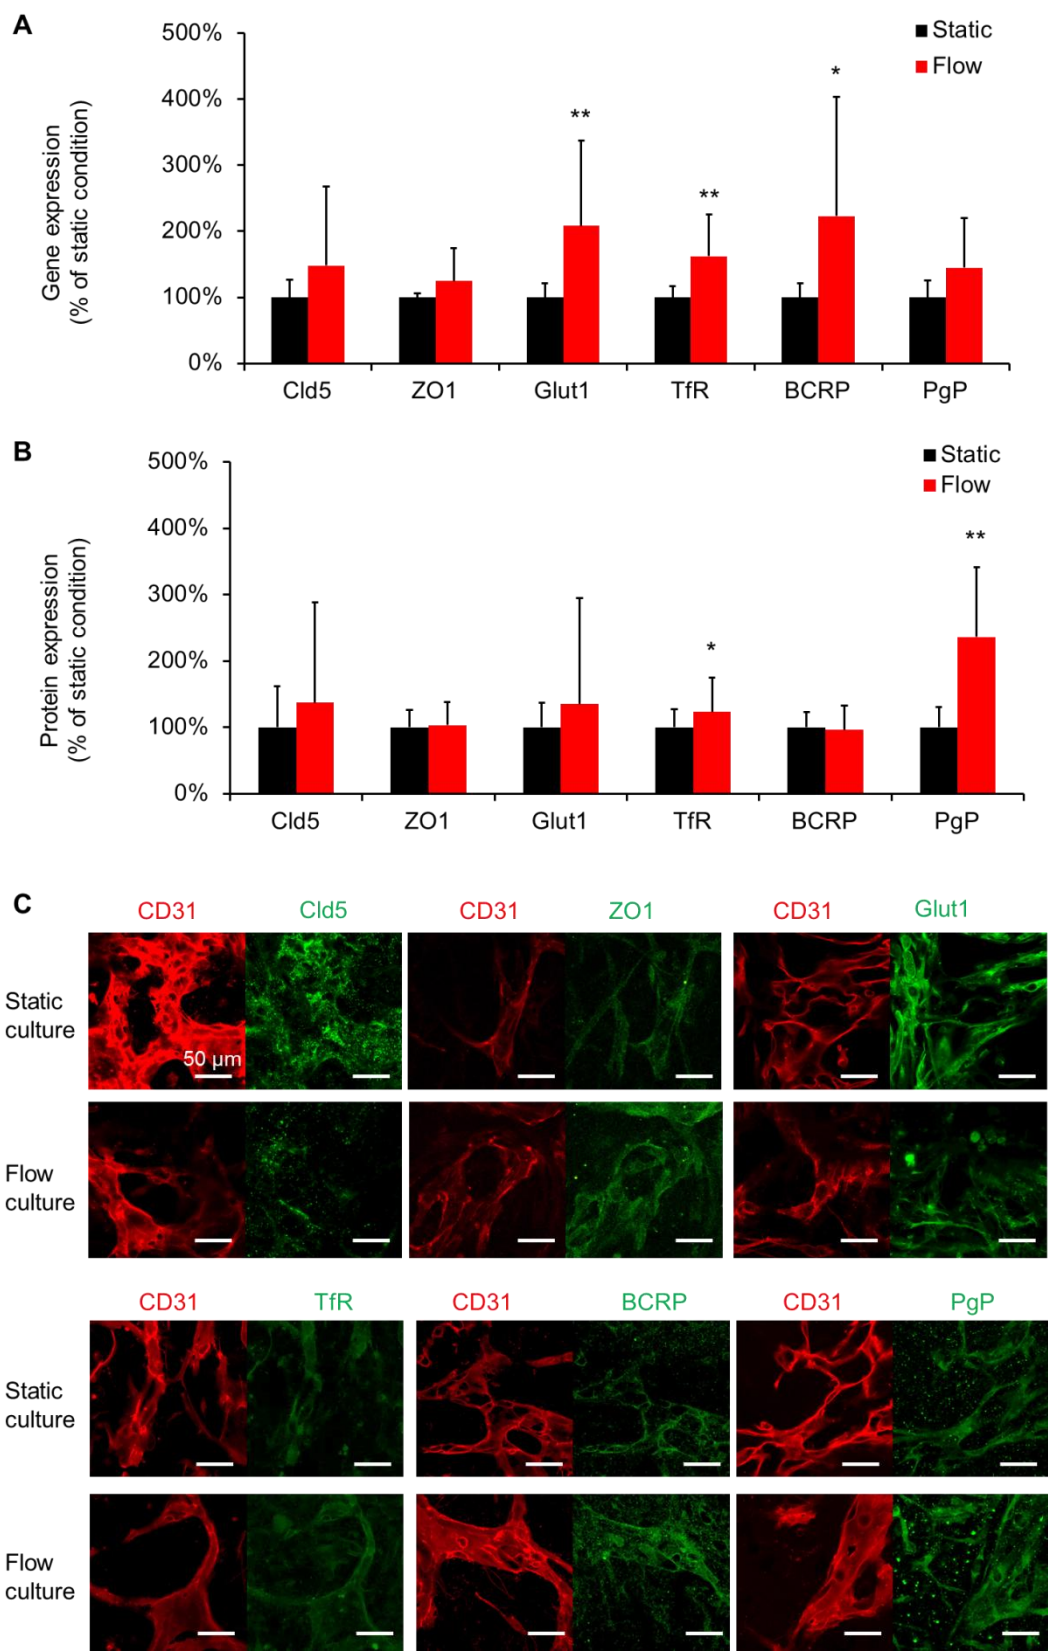 A
Gene expression
(% of static condition)
500%
400%
300%
200%
100%
0%
Static
Flow
**
**
*
Cld5 ZO1 Glut1 TfR BCRP PgP
B
Protein expression
(% of static condition)
500%
400%
300%
200%
100%
0%
Static
Flow
*
**
Cld5 ZO1 Glut1 TfR BCRP PgP
C
CD31 Cld5 CD31 ZO1 CD31 Glut1
Static
culture
50 µm
Flow
culture
CD31 TfR CD31 BCRP CD31 PgP
Static
culture
Flow
culture